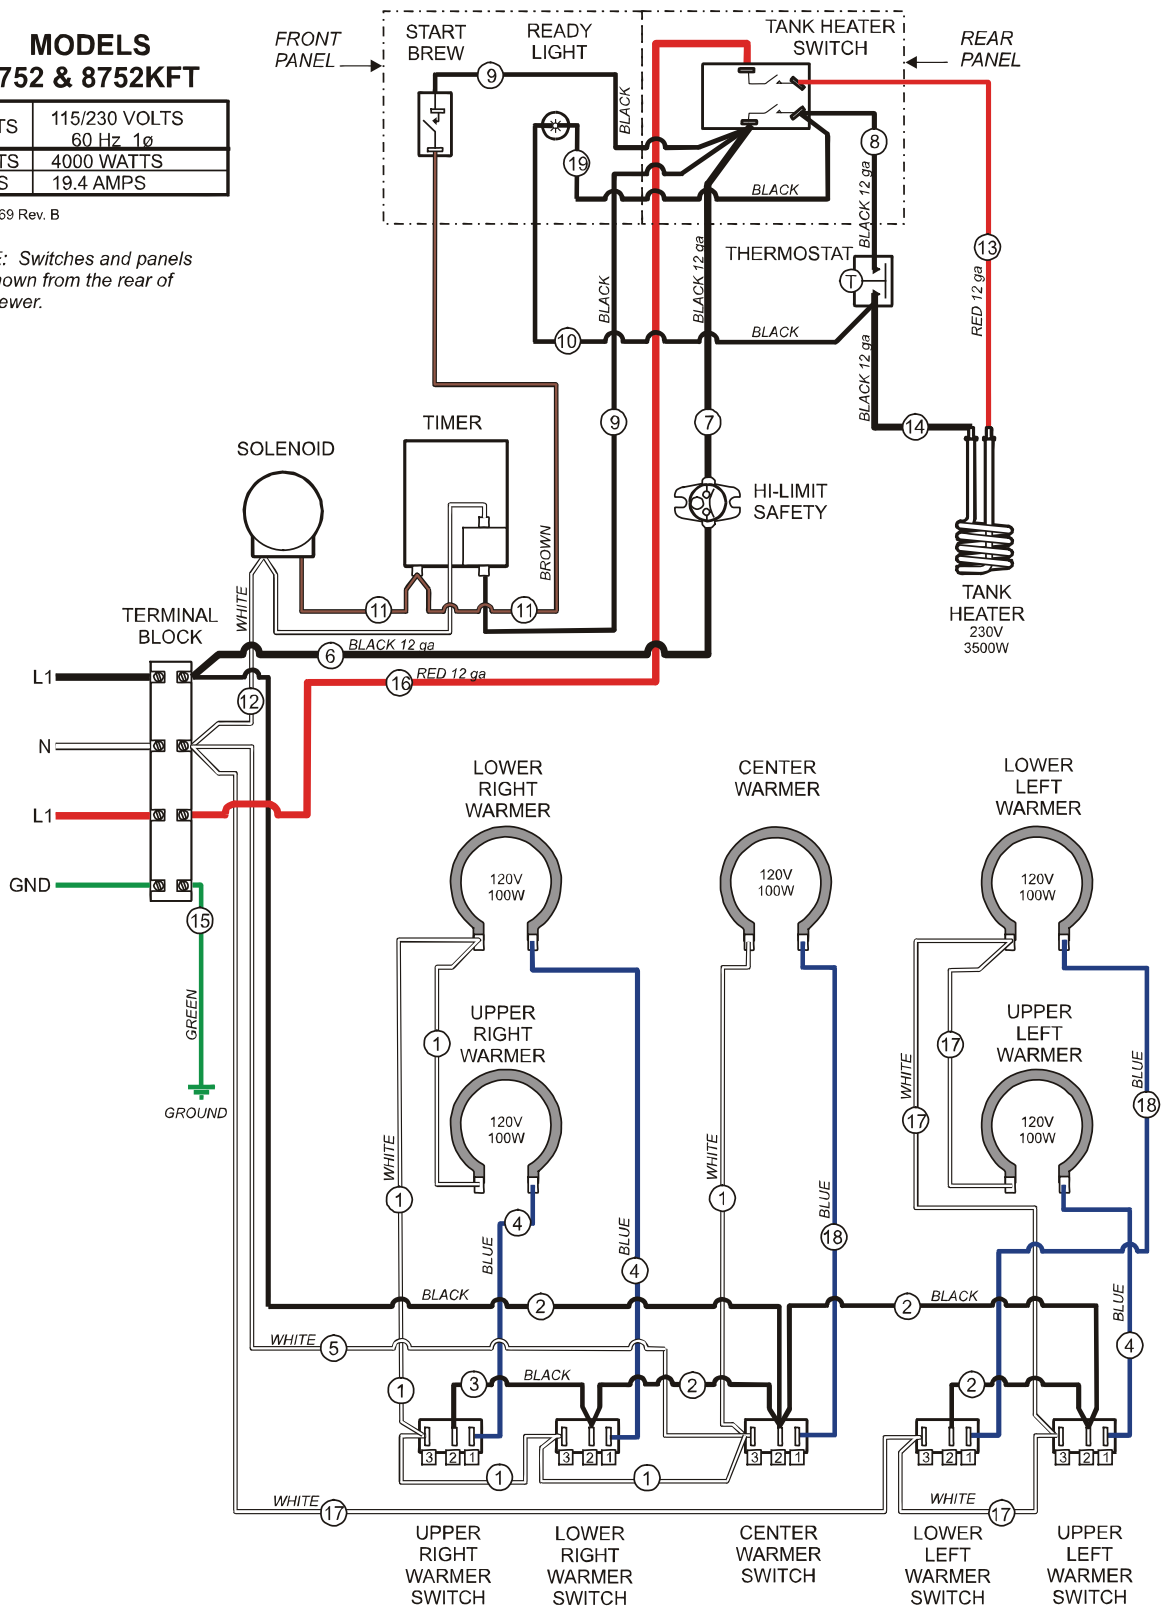 MODELS
752 & 8752KFT
TS
115/230 VOLTS
60 Hz 1ø
TS
4000 WATTS
S
19.4 AMPS
69 Rev. B
E: Switches and panels
hown from the rear of
ewer.
FRONT
PANEL
START
BREW
READY
LIGHT
TANK HEATER
SWITCH
REAR
PANEL
9
BLACK
19
8
BLACK
BLACK 12 ga
13
RED 12 ga
THERMOSTAT
T
BLACK
BLACK 12 ga
10
BLACK
BLACK 12 ga
9
7
14
TIMER
SOLENOID
HI-LIMIT
SAFETY
BROWN
WHITE
11
11
TANK
HEATER
230V
3500W
TERMINAL
BLOCK
6
BLACK 12 ga
16
RED 12 ga
L1
12
N
L1
GND
15
GREEN
GROUND
LOWER
RIGHT
WARMER
120V
100W
CENTER
WARMER
120V
100W
LOWER
LEFT
WARMER
120V
100W
UPPER
RIGHT
WARMER
120V
100W
UPPER
LEFT
WARMER
120V
100W
1
17
WHITE
17
BLUE
18
WHITE
1
4
BLUE
BLUE
4
WHITE
1
BLUE
18
BLACK
2
2
BLACK
BLUE
4
WHITE
5
1
3
BLACK
2
2
3 2 1
3 2 1
3 2 1
3 2 1
3 2 1
1
1
WHITE
17
WHITE
17
UPPER
RIGHT
WARMER
SWITCH
LOWER
RIGHT
WARMER
SWITCH
CENTER
WARMER
SWITCH
LOWER
LEFT
WARMER
SWITCH
UPPER
LEFT
WARMER
SWITCH